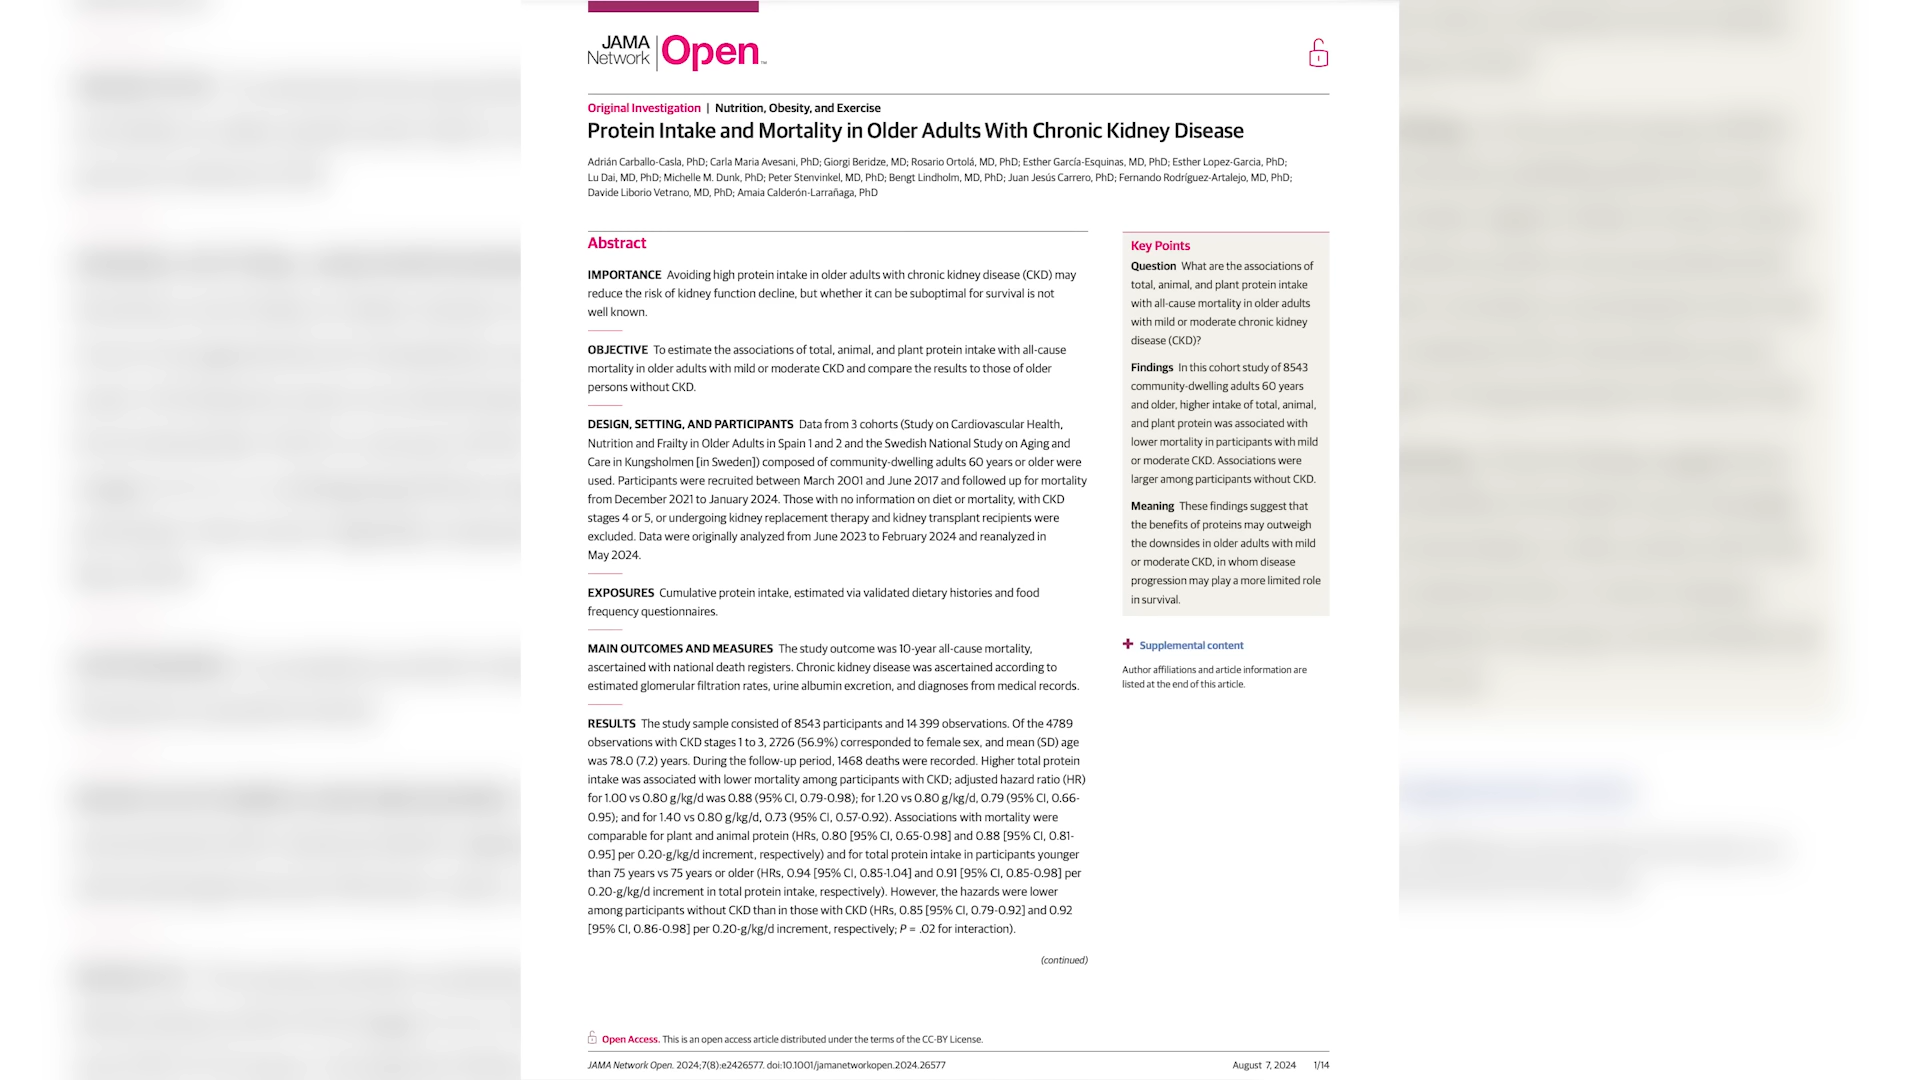 JAMA
Network
Open™
Original Investigation | Nutrition, Obesity, and Exercise
Protein Intake and Mortality in Older Adults With Chronic Kidney Disease
Adrián Carballo-Casla, PhD; Carla Maria Avesani, PhD; Giorgi Beridze, MD; Rosario Ortolá, MD, PhD; Esther García-Esquinas, MD, PhD; Esther Lopez-Garcia, PhD;
Lu Dai, MD, PhD; Michelle M. Dunk, PhD; Peter Stenvinkel, MD, PhD; Bengt Lindholm, MD, PhD; Juan Jesús Carrero, PhD; Fernando Rodríguez-Artalejo, MD, PhD;
Davide Liborio Vetrano, MD, PhD; Amaia Calderón-Larrañaga, PhD
Abstract
IMPORTANCE Avoiding high protein intake in older adults with chronic kidney disease (CKD) may
reduce the risk of kidney function decline, but whether it can be suboptimal for survival is not
well known.
OBJECTIVE To estimate the associations of total, animal, and plant protein intake with all-cause
mortality in older adults with mild or moderate CKD and compare the results to those of older
persons without CKD.
DESIGN, SETTING, AND PARTICIPANTS Data from 3 cohorts (Study on Cardiovascular Health,
Nutrition and Frailty in Older Adults in Spain 1 and 2 and the Swedish National Study on Aging and
Care in Kungsholmen [in Sweden]) composed of community-dwelling adults 60 years or older were
used. Participants were recruited between March 2001 and June 2017 and followed up for mortality
from December 2021 to January 2024. Those with no information on diet or mortality, with CKD
stages 4 or 5, or undergoing kidney replacement therapy and kidney transplant recipients were
excluded. Data were originally analyzed from June 2023 to February 2024 and reanalyzed in
May 2024.
EXPOSURES Cumulative protein intake, estimated via validated dietary histories and food
frequency questionnaires.
MAIN OUTCOMES AND MEASURES The study outcome was 10-year all-cause mortality,
ascertained with national death registers. Chronic kidney disease was ascertained according to
estimated glomerular filtration rates, urine albumin excretion, and diagnoses from medical records.
RESULTS The study sample consisted of 8543 participants and 14 399 observations. Of the 4789
observations with CKD stages 1 to 3, 2726 (56.9%) corresponded to female sex, and mean (SD) age
was 78.0 (7.2) years. During the follow-up period, 1468 deaths were recorded. Higher total protein
intake was associated with lower mortality among participants with CKD; adjusted hazard ratio (HR)
for 1.00 vs 0.80 g/kg/d was 0.88 (95% CI, 0.79-0.98); for 1.20 vs 0.80 g/kg/d, 0.79 (95% CI, 0.66-
0.95); and for 1.40 vs 0.80 g/kg/d, 0.73 (95% CI, 0.57-0.92). Associations with mortality were
comparable for plant and animal protein (HRs, 0.80 [95% CI, 0.65-0.98] and 0.88 [95% CI, 0.81-
0.95] per 0.20-g/kg/d increment, respectively) and for total protein intake in participants younger
than 75 years vs 75 years or older (HRs, 0.94 [95% CI, 0.85-1.04] and 0.91 [95% CI, 0.85-0.98] per
0.20-g/kg/d increment in total protein intake, respectively). However, the hazards were lower
among participants without CKD than in those with CKD (HRs, 0.85 [95% CI, 0.79-0.92] and 0.92
[95% CI, 0.86-0.98] per 0.20-g/kg/d increment, respectively; P = .02 for interaction).
(continued)
Key Points
Question What are the associations of
total, animal, and plant protein intake
with all-cause mortality in older adults
with mild or moderate chronic kidney
disease (CKD)?
Findings In this cohort study of 8543
community-dwelling adults 60 years
and older, higher intake of total, animal,
and plant protein was associated with
lower mortality in participants with mild
or moderate CKD. Associations were
larger among participants without CKD.
Meaning These findings suggest that
the benefits of proteins may outweigh
the downsides in older adults with mild
or moderate CKD, in whom disease
progression may play a more limited role
in survival.
+ Supplemental content
Author affiliations and article information are
listed at the end of this article.
Open Access. This is an open access article distributed under the terms of the CC-BY License.
JAMA Network Open. 2024;7(8):e2426577. doi:10.1001/jamanetworkopen.2024.26577
August 7, 2024 1/14